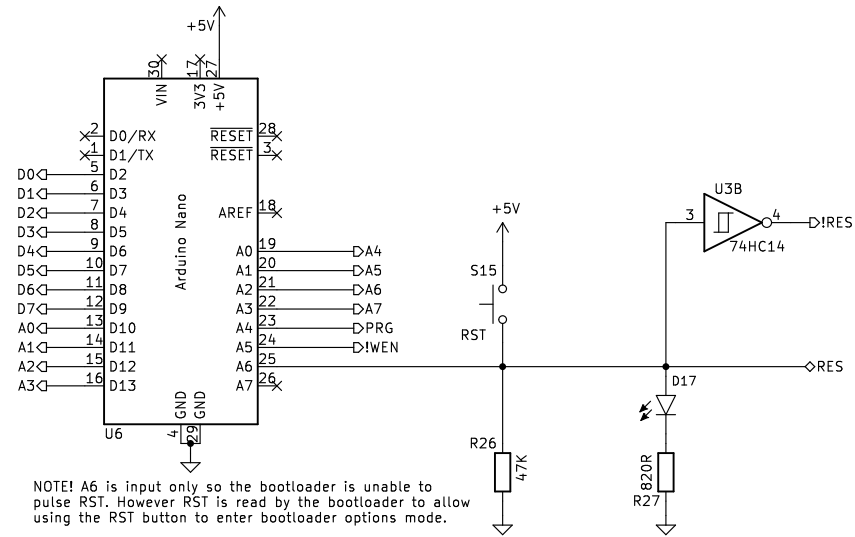 +5V
30 17 27
VIN 3V3 +5V
2 D0/RX RESET 28
1 D1/TX RESET 3
D0 5 D2
D1 6 D3
D2 7 D4 AREF 18
D3 8 D5
D4 9 D6 A0 19 A4
D5 10 D7 A1 20 A5
D6 11 D8 A2 21 A6
D7 12 D9 A3 22 A7
A0 13 D10 A4 23 PRG
A1 14 D11 A5 24 !WEN
A2 15 D12 A6 25 RES
A3 16 D13 A7 26
Arduino Nano
GND GND
4 29
U6
+5V
S15
RST
U3B
3 4 !RES
74HC14
D17
R26
47K
820R
R27
NOTE! A6 is input only so the bootloader is unable to
pulse RST. However RST is read by the bootloader to allow
using the RST button to enter bootloader options mode.